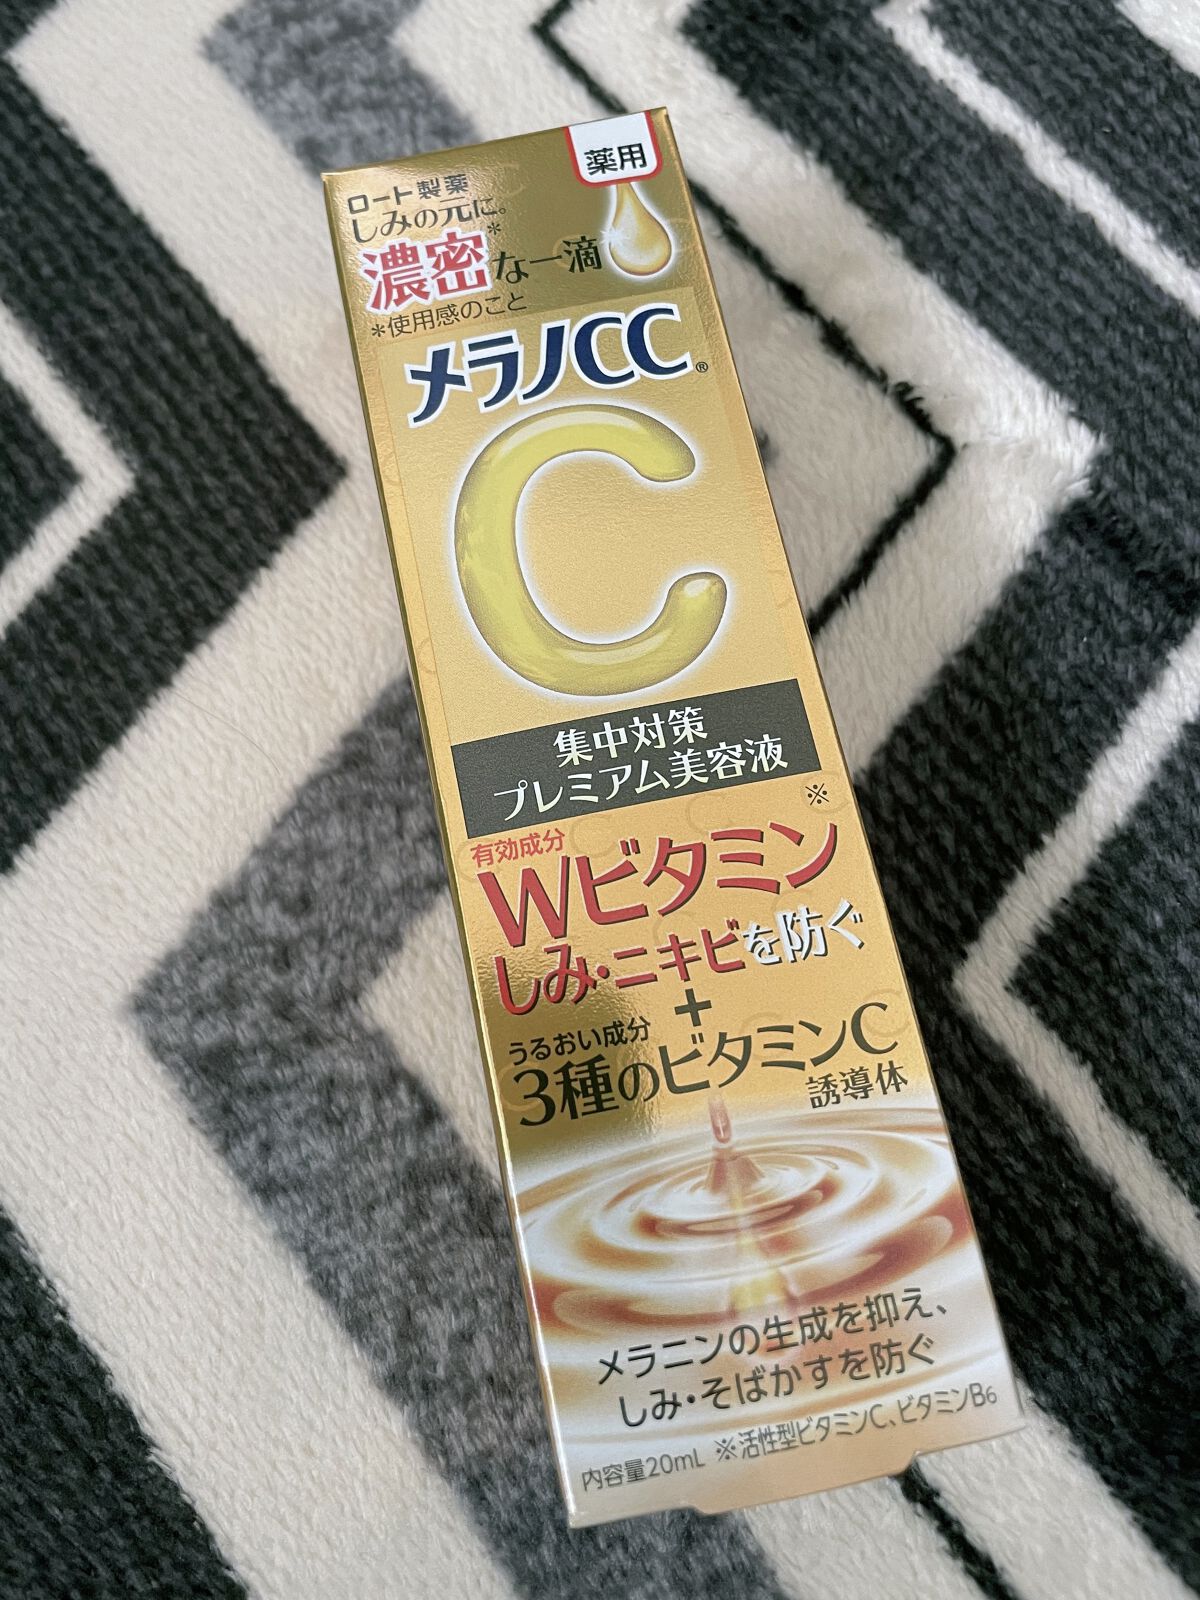 薬用
ロート製薬
しみの元に。
濃密*な一滴
*使用感のこと
メラノCC®
C
集中対策
プレミアム美容液
有効成分
Wビタミン※
しみ・ニキビを防ぐ
+
うるおい成分
3種のビタミンC
誘導体
メラニンの生成を抑え、
しみ・そばかすを防ぐ
内容量20mL ※活性型ビタミンC、ビタミンB6